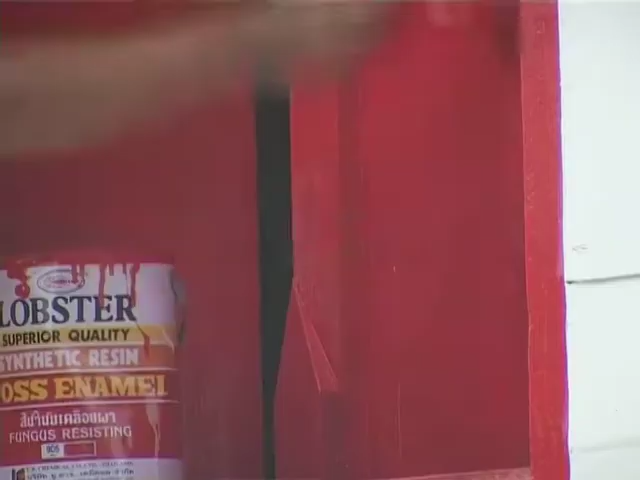 LOBSTER
SUPERIOR QUALITY
SYNTHETIC RESIN
OSS ENAMEL
สีน้ำมันเคลือบเงา
FUNGUS RESISTING